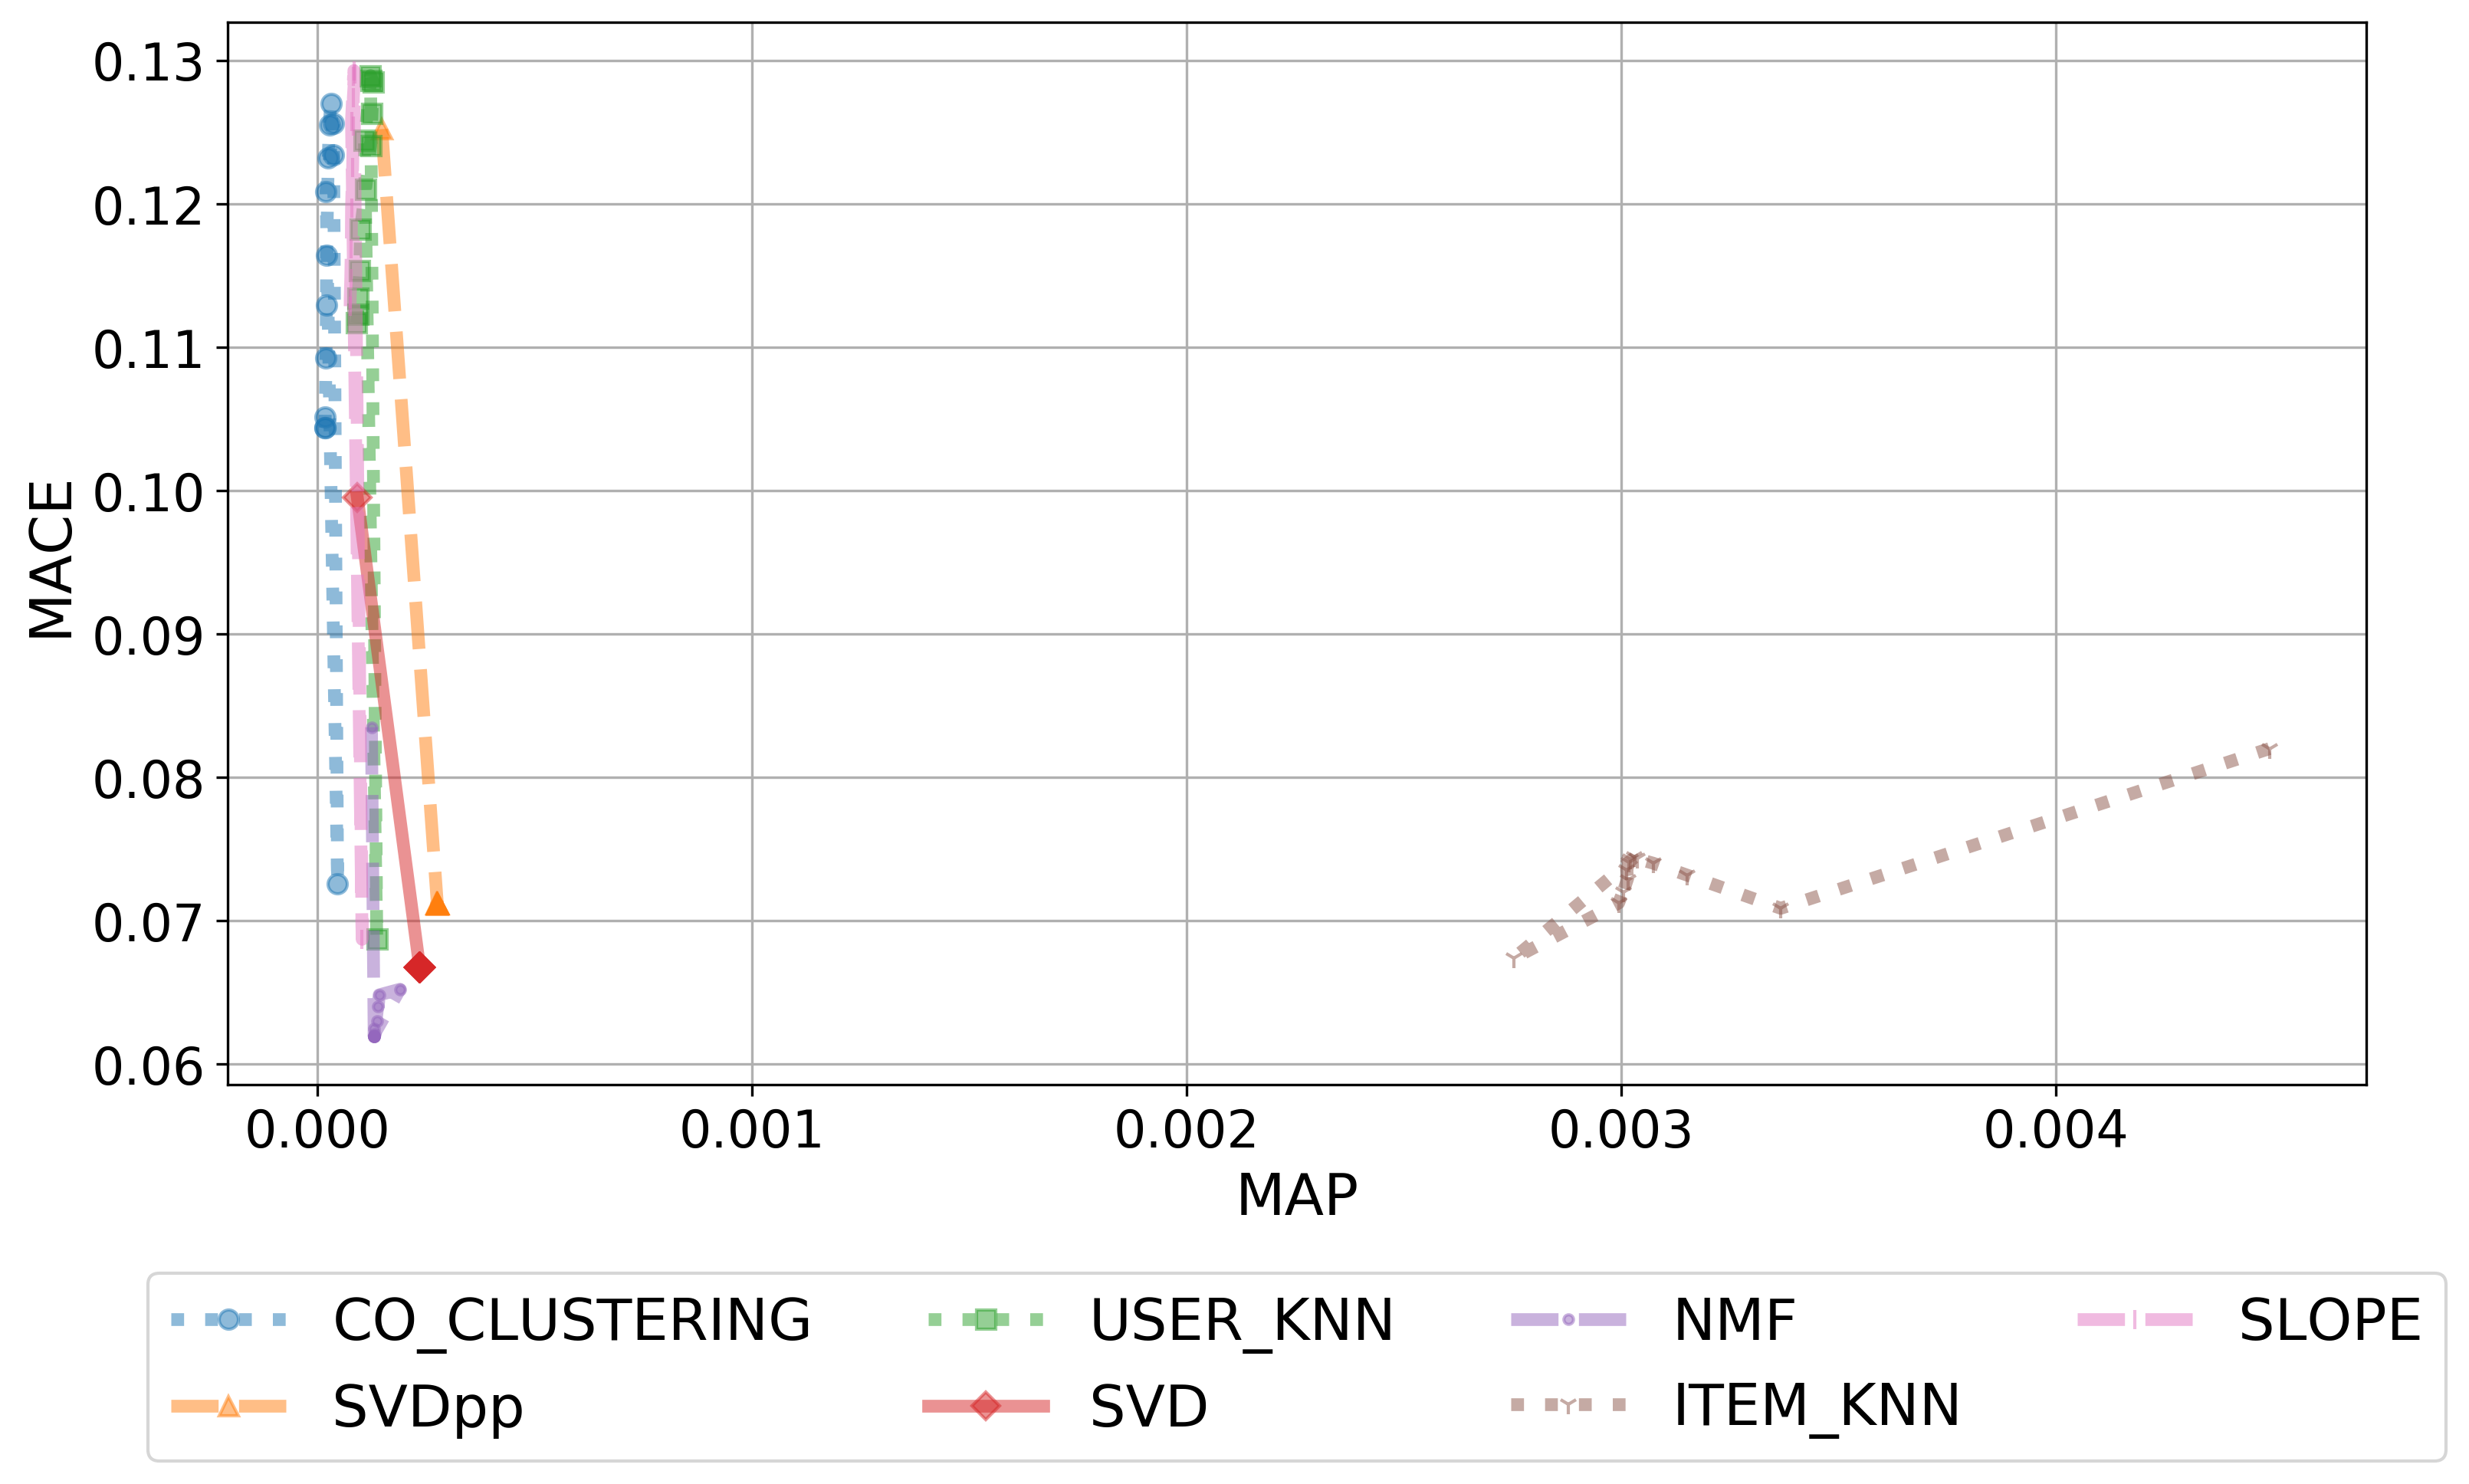 0.13
0.12
0.11
0.10
0.09
0.08
0.07
0.06
MACE
0.000 0.001 0.002 0.003 0.004
MAP
CO_CLUSTERING USER_KNN NMF SLOPE
SVDpp SVD ITEM_KNN